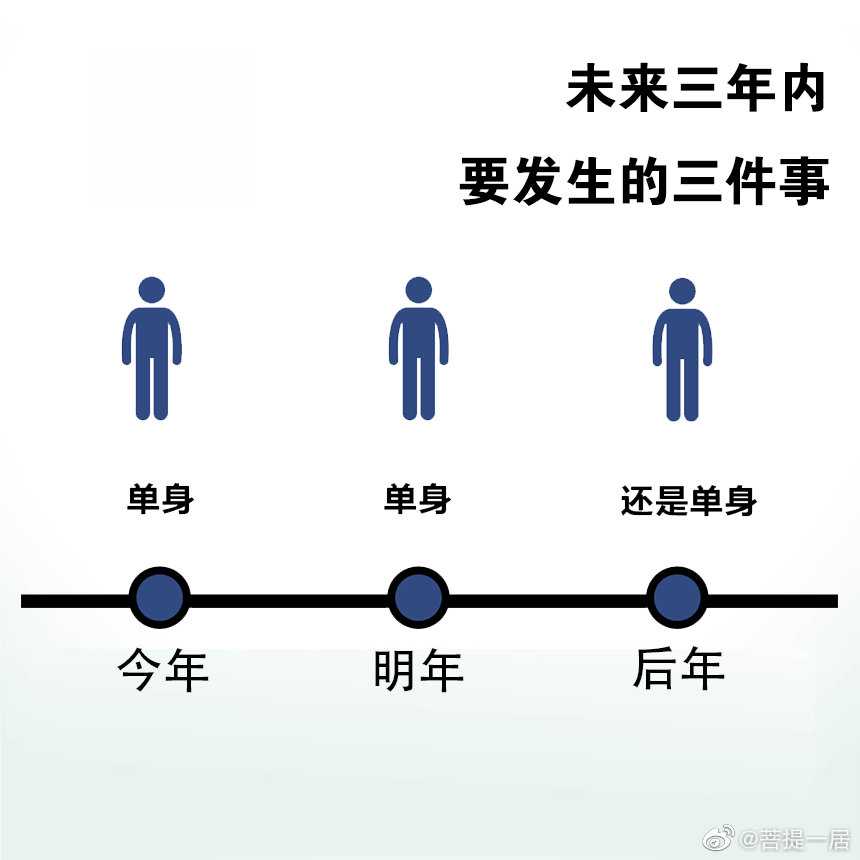 未来三年内
要发生的三件事
单身
单身
还是单身
今年
明年
后年
@菩提一居